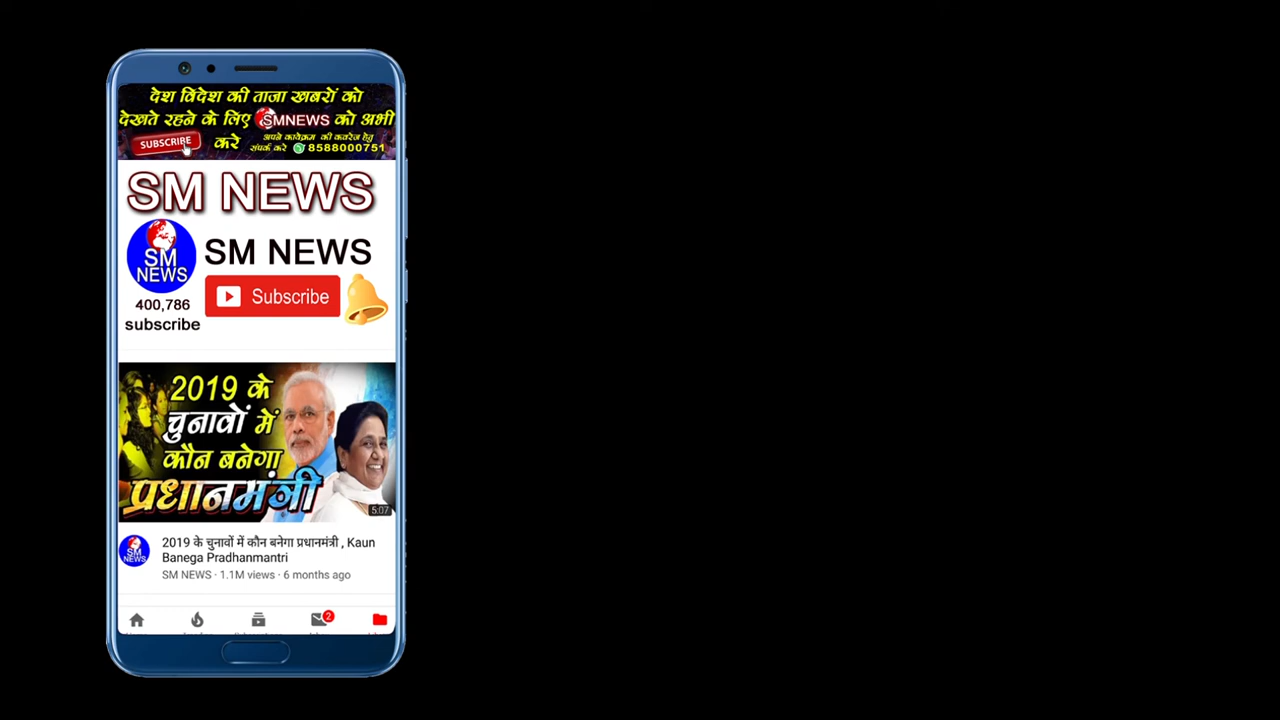 देश विदेश की ताजा खबरों को
देखते रहने के लिए SMNEWS को अभी
SUBSCRIBE करे अपने कार्यक्रम की कवरेज हेतु
संपर्क करे 8588000751
SM NEWS
SM NEWS
SM NEWS
Subscribe
400,786
subscribe
2019 के
चुनावों में
कौन बनेगा
प्रधानमंत्री
5:07
SM NEWS
2019 के चुनावों में कौन बनेगा प्रधानमंत्री , Kaun
Banega Pradhanmantri
SM NEWS · 1.1M views · 6 months ago
2